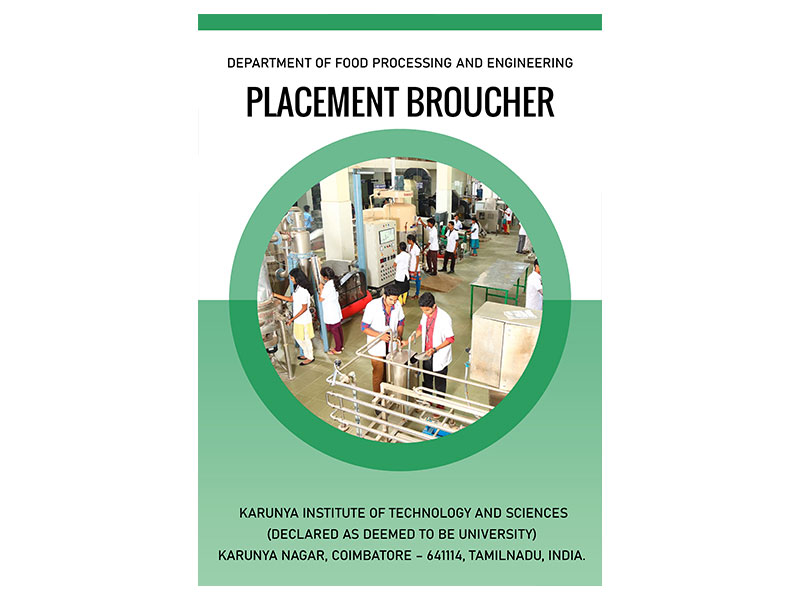 DEPARTMENT OF FOOD PROCESSING AND ENGINEERING
PLACEMENT BROUCHER
KARUNYA INSTITUTE OF TECHNOLOGY AND SCIENCES
(DECLARED AS DEEMED TO BE UNIVERSITY)
KARUNYA NAGAR, COIMBATORE – 641114, TAMILNADU, INDIA.